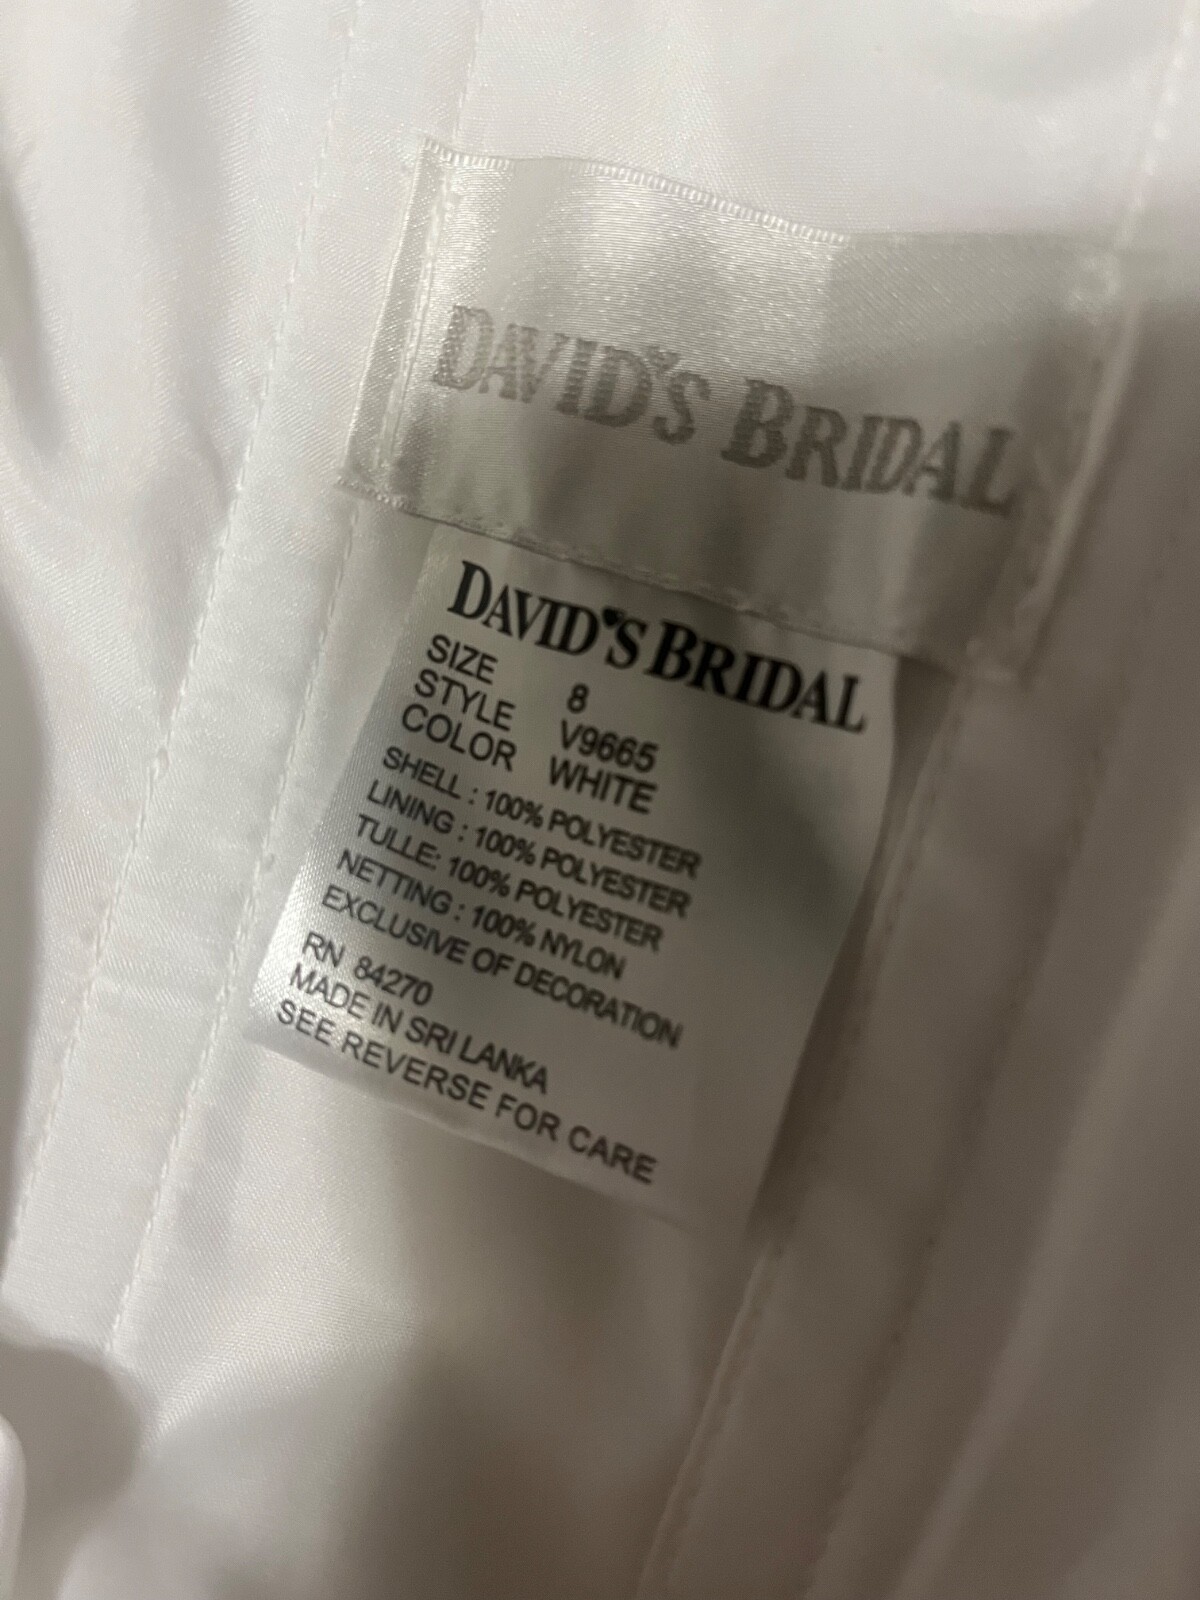 DAVID'S BRIDAL
DAVID'S BRIDAL
SIZE 8
STYLE V9665
COLOR WHITE
SHELL : 100% POLYESTER
LINING : 100% POLYESTER
TULLE: 100% POLYESTER
NETTING : 100% NYLON
EXCLUSIVE OF DECORATION
RN 84270
MADE IN SRI LANKA
SEE REVERSE FOR CARE